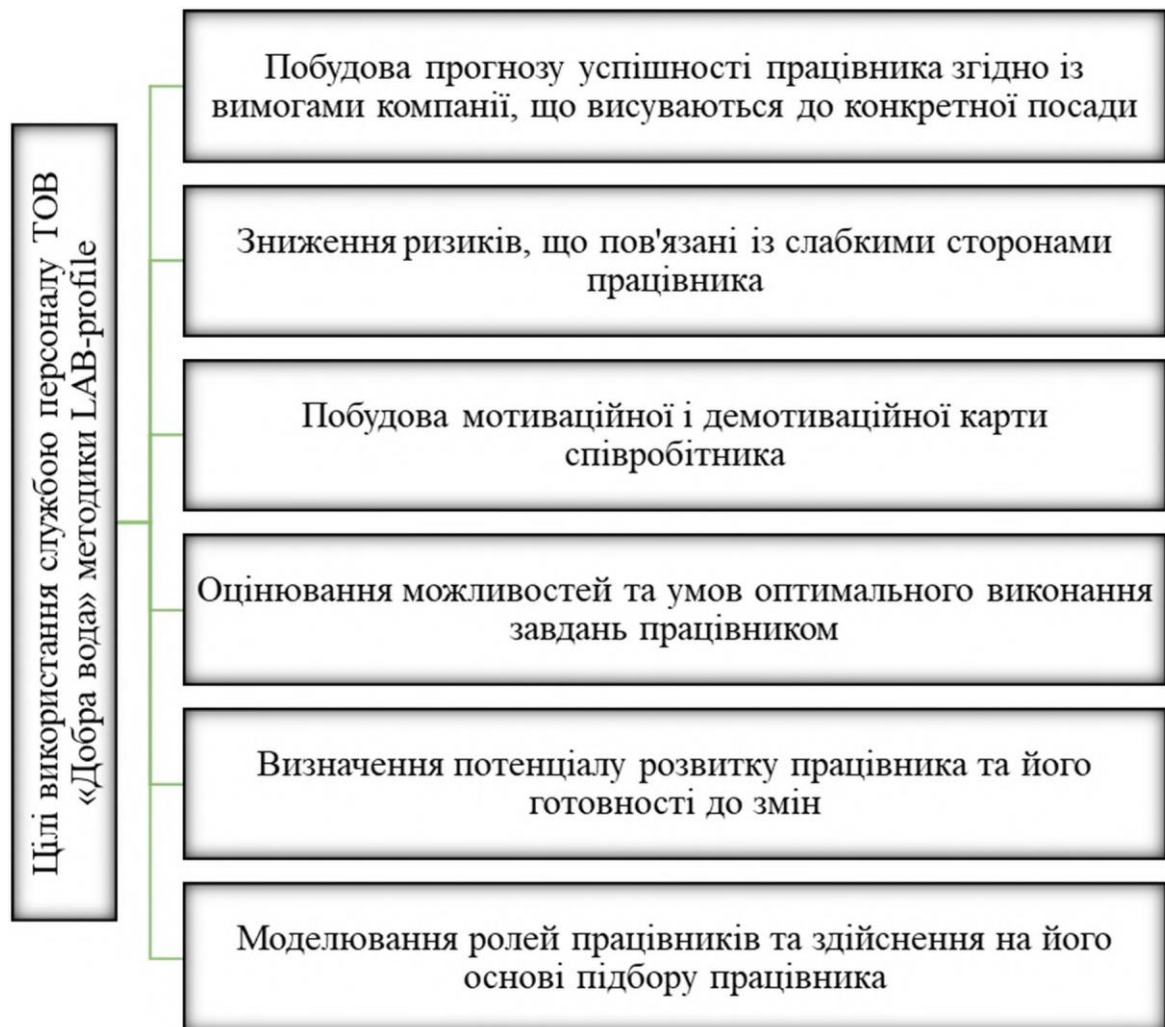 Цілі використання службою персоналу ТОВ
«Добра вода» методики LAB-profile
Побудова прогнозу успішності працівника згідно із
вимогами компанії, що висуваються до конкретної посади
Зниження ризиків, що пов'язані із слабкими сторонами
працівника
Побудова мотиваційної і демотиваційної карти
співробітника
Оцінювання можливостей та умов оптимального виконання
завдань працівником
Визначення потенціалу розвитку працівника та його
готовності до змін
Моделювання ролей працівників та здійснення на його
основі підбору працівника